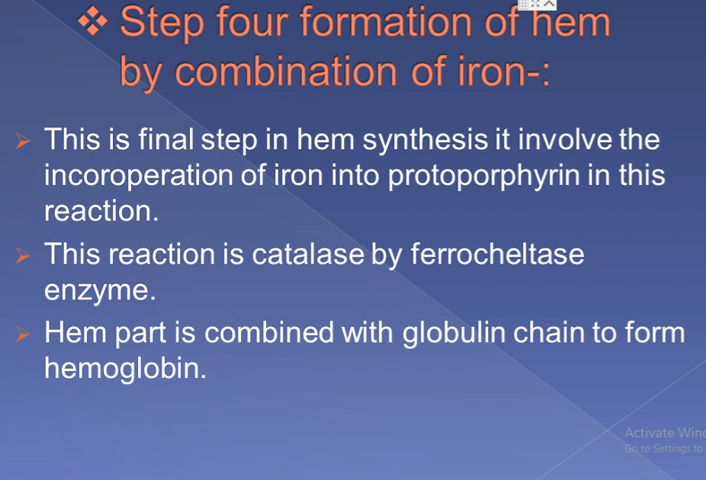 ❖ Step four formation of hem
by combination of iron-:
➢ This is final step in hem synthesis it involve the
incoroperation of iron into protoporphyrin in this
reaction.
➢ This reaction is catalase by ferrocheltase
enzyme.
➢ Hem part is combined with globulin chain to form
hemoglobin.
Activate
Go to Settings to